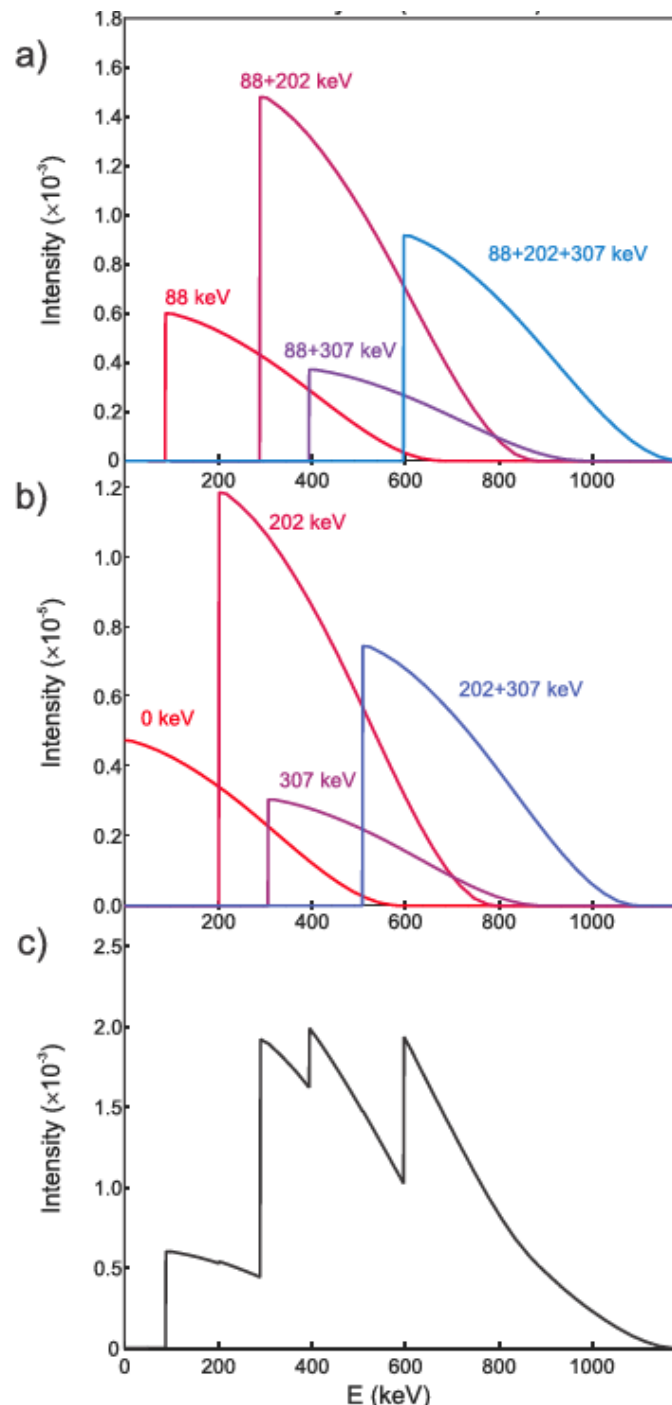 a)
Intensity (×10⁻³)
1.8
1.6
1.4
1.2
1.0
0.8
0.6
0.4
0.2
0
88+202 keV
88+202+307 keV
88 keV
88+307 keV
200 400 600 800 1000
b)
Intensity (×10⁻⁵)
1.2
1.0
0.8
0.6
0.4
0.2
0.0
202 keV
202+307 keV
0 keV
307 keV
200 400 600 800 1000
c)
Intensity (×10⁻³)
2.5
2.0
1.5
1.0
0.5
0
0 200 400 600 800 1000
E (keV)